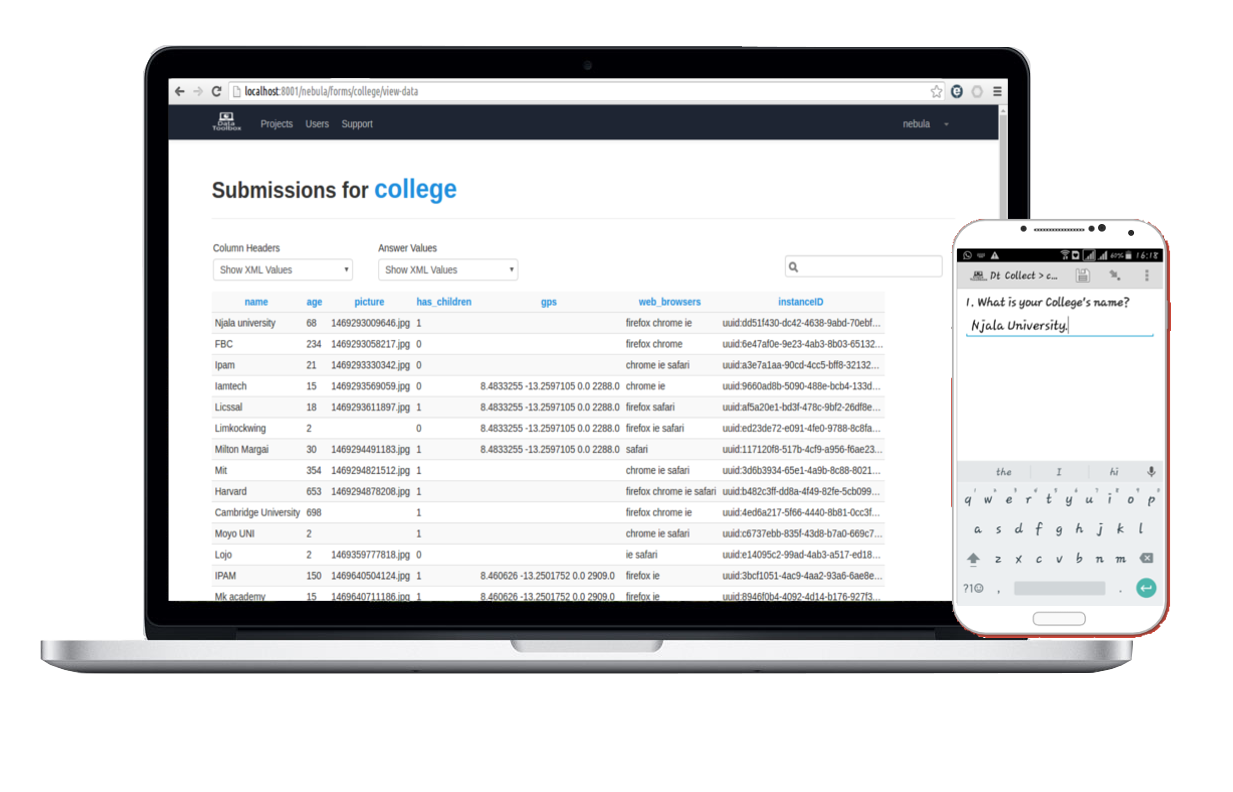 localhost:8001/nebula/forms/college/view-data
Data Toolbox Projects Users Support nebula
Submissions for college
Column Headers Answer Values
Show XML Values Show XML Values
name age picture has_children gps web_browsers instanceID
Njala university 68 1469293009646.jpg 1 firefox chrome ie uuid:dd51f430-dc42-4638-9abd-70ebf...
FBC 234 1469293058217.jpg 0 firefox chrome uuid:6e47af0e-9e23-4ab3-8b03-65132...
Ipam 21 1469293330342.jpg 0 chrome ie safari uuid:a3e7a1aa-90cd-4cc5-bff8-32132...
Iamtech 15 1469293569059.jpg 0 8.4833255 -13.2597105 0.0 2288.0 chrome ie uuid:9660ad8b-5090-488e-bcb4-133d...
Licssal 18 1469293611897.jpg 1 8.4833255 -13.2597105 0.0 2288.0 firefox safari uuid:af5a20e1-bd3f-478c-9bf2-26df8e...
Limkockwing 2 0 8.4833255 -13.2597105 0.0 2288.0 firefox ie safari uuid:ed23de72-e091-4fe0-9788-8c8fa...
Milton Margai 30 1469294491183.jpg 1 8.4833255 -13.2597105 0.0 2288.0 safari uuid:117120f8-517b-4cf9-a956-f6ae23...
Mit 354 1469294821512.jpg 1 chrome ie safari uuid:3d6b3934-65e1-4a9b-8c88-8021...
Harvard 653 1469294878208.jpg 1 firefox chrome ie safari uuid:b482c3ff-dd8a-4f49-82fe-5cb099...
Cambridge University 698 1 firefox chrome ie uuid:4ed6a217-5f66-4440-8b81-0cc3f...
Moyo UNI 2 1 chrome ie safari uuid:c6737ebb-835f-43d8-b7a0-669c7...
Lojo 2 1469359777818.jpg 0 ie safari uuid:e14095c2-99ad-4ab3-a517-ed18...
IPAM 150 1469640504124.jpg 1 8.460626 -13.2501752 0.0 2909.0 firefox ie uuid:3bcf1051-4ac9-4aa2-93a6-6ae8e...
Mk academy 15 1469640711186.jpg 1 8.460626 -13.2501752 0.0 2909.0 firefox ie uuid:8946f0b4-4092-4d14-b176-927f3...
60% 16:18
Dt Collect > c...
1. What is your College's name?
Njala University.
the I hi
q w e r t y u i o p
a s d f g h j k l
z x c v b n m
?1☺ , .